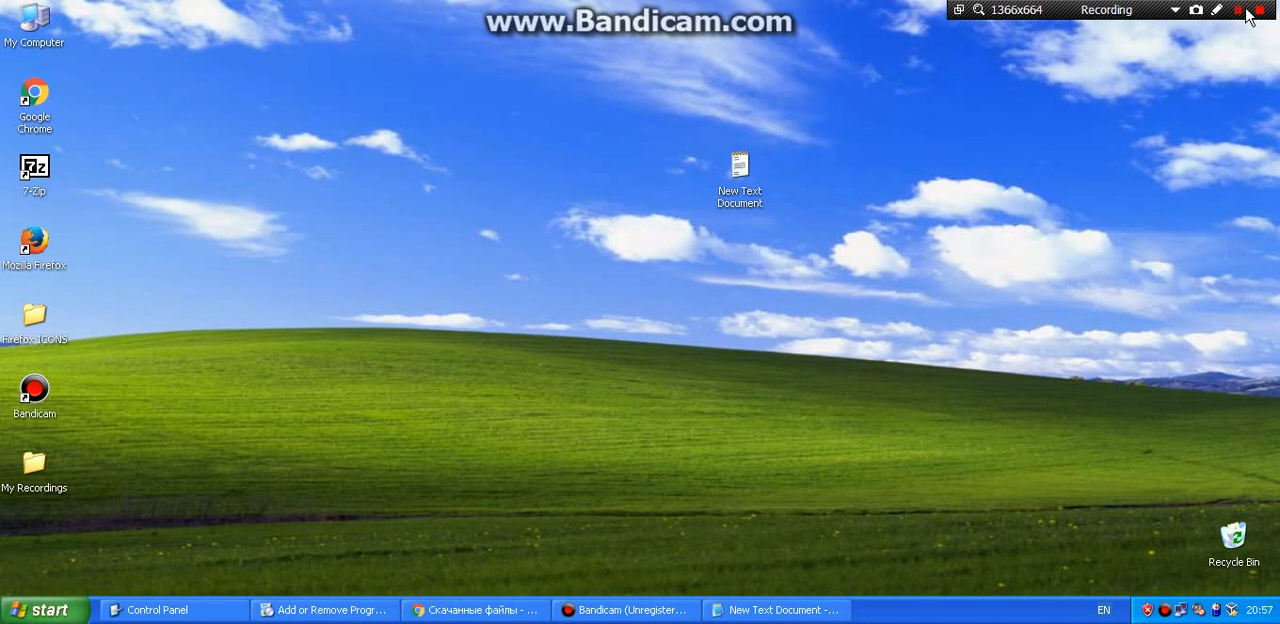 www.Bandicam.com
1366x664
Recording
My Computer
Google
Chrome
7-Zip
Mozilla Firefox
Firefox ICONS
Bandicam
My Recordings
New Text
Document
Recycle Bin
start
Control Panel
Add or Remove Progr...
Скачанные файлы - ...
Bandicam (Unregister...
New Text Document -...
EN
20:57